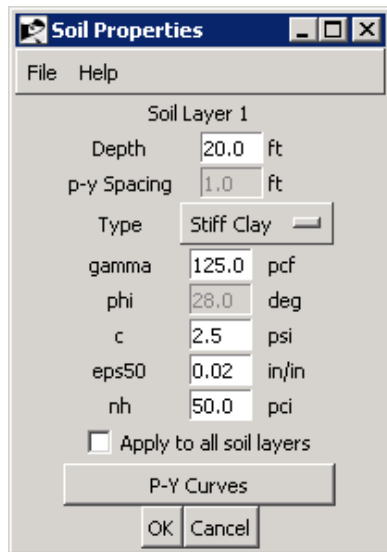 Soil Properties
File Help
Soil Layer 1
Depth 20.0 ft
p-y Spacing 1.0 ft
Type Stiff Clay
gamma 125.0 pcf
phi 28.0 deg
c 2.5 psi
eps50 0.02 in/in
nh 50.0 pci
Apply to all soil layers
P-Y Curves
OK Cancel